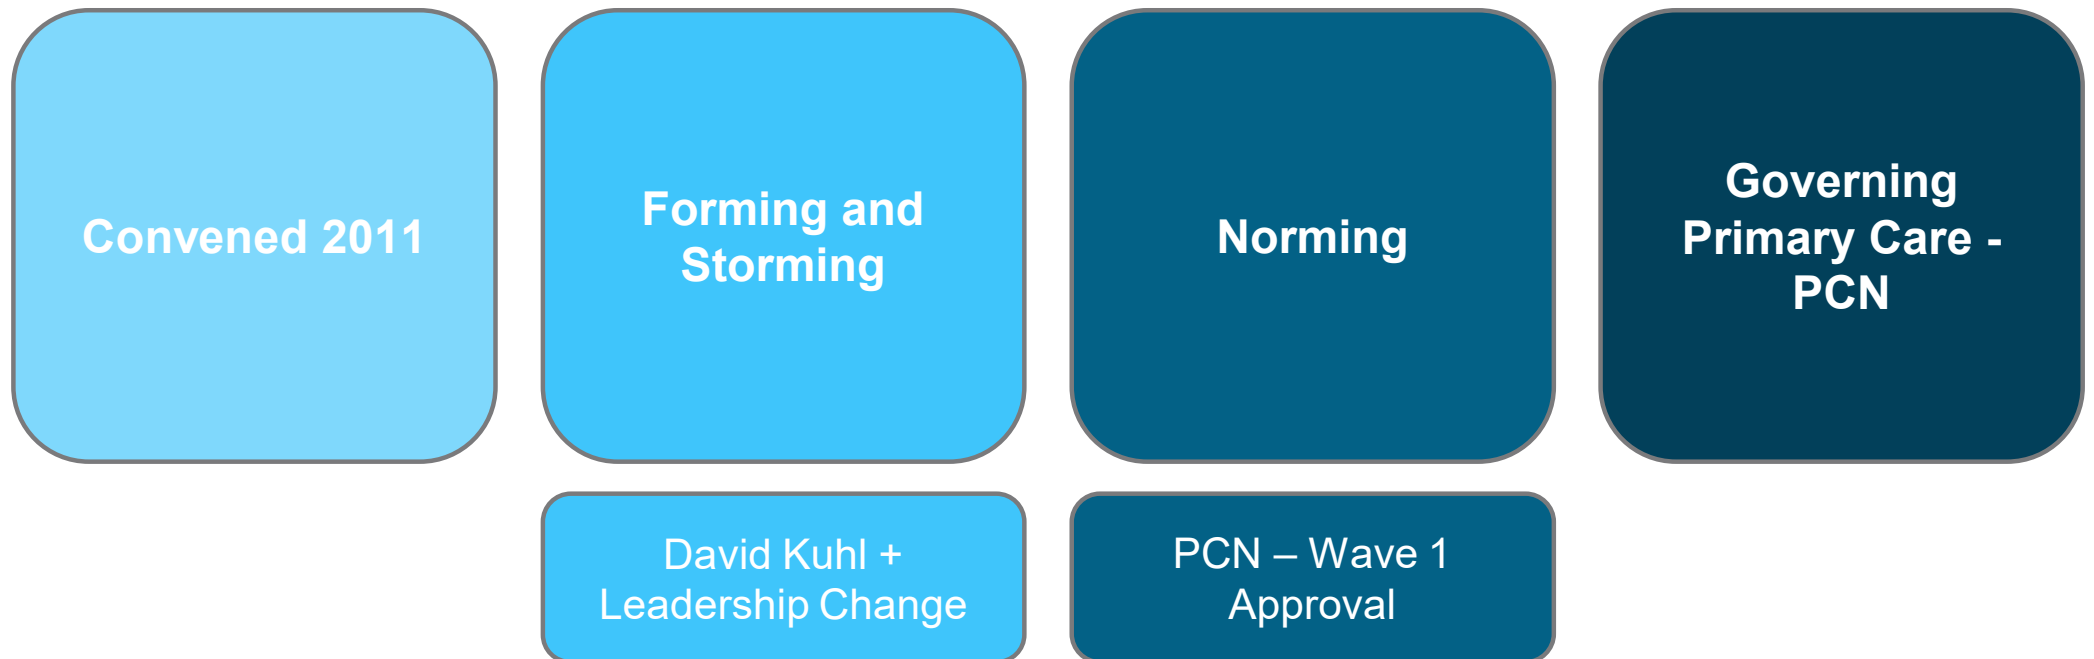 Convened 2011
Forming and
Storming
Norming
Governing
Primary Care -
PCN
David Kuhl +
Leadership Change
PCN – Wave 1
Approval